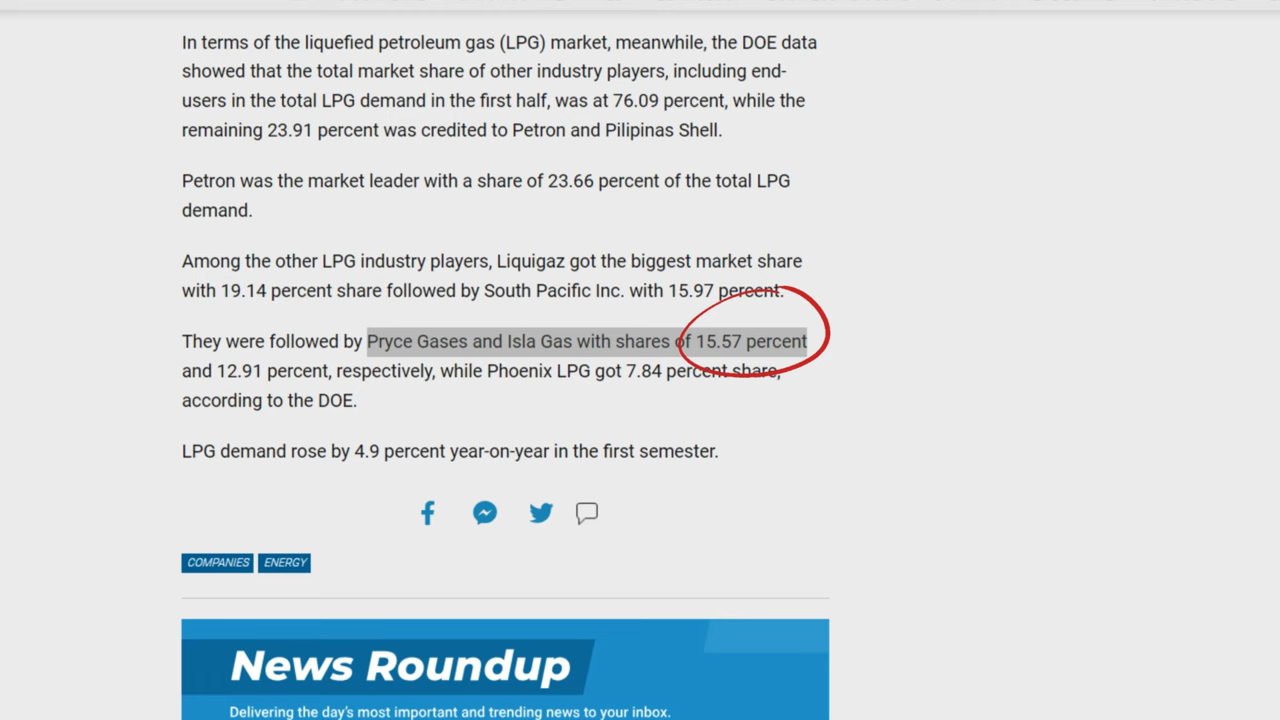 In terms of the liquefied petroleum gas (LPG) market, meanwhile, the DOE data
showed that the total market share of other industry players, including end-
users in the total LPG demand in the first half, was at 76.09 percent, while the
remaining 23.91 percent was credited to Petron and Pilipinas Shell.
Petron was the market leader with a share of 23.66 percent of the total LPG
demand.
Among the other LPG industry players, Liquigaz got the biggest market share
with 19.14 percent share followed by South Pacific Inc. with 15.97 percent.
They were followed by Pryce Gases and Isla Gas with shares of 15.57 percent
and 12.91 percent, respectively, while Phoenix LPG got 7.84 percent share,
according to the DOE.
LPG demand rose by 4.9 percent year-on-year in the first semester.
COMPANIES ENERGY
News Roundup
Delivering the day's most important and trending news to your inbox.